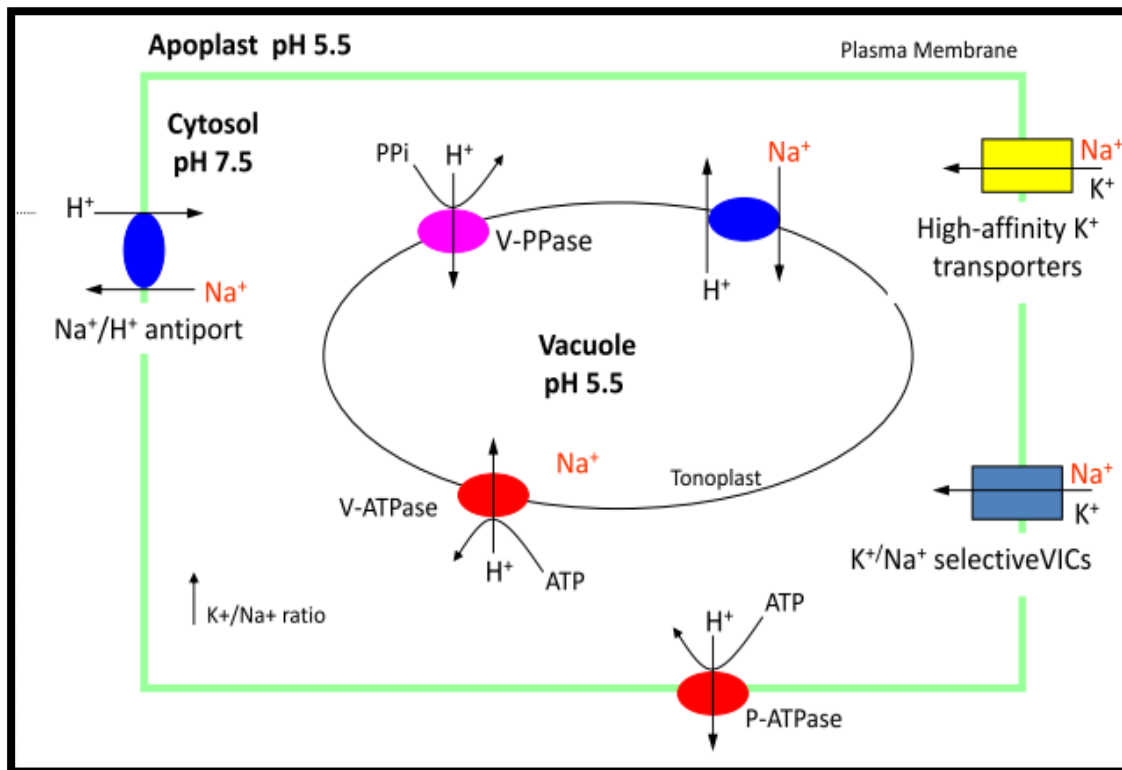 Apoplast pH 5.5
Plasma Membrane
Cytosol
pH 7.5
PPi
H⁺
Na⁺
Na⁺
K⁺
H⁺
V-PPase
High-affinity K⁺
transporters
H⁺
Na⁺
Na⁺/H⁺ antiport
Vacuole
pH 5.5
Na⁺
Tonoplast
Na⁺
K⁺
V-ATPase
H⁺
ATP
K⁺/Na⁺ selectiveVICs
K+/Na+ ratio
H⁺
ATP
P-ATPase